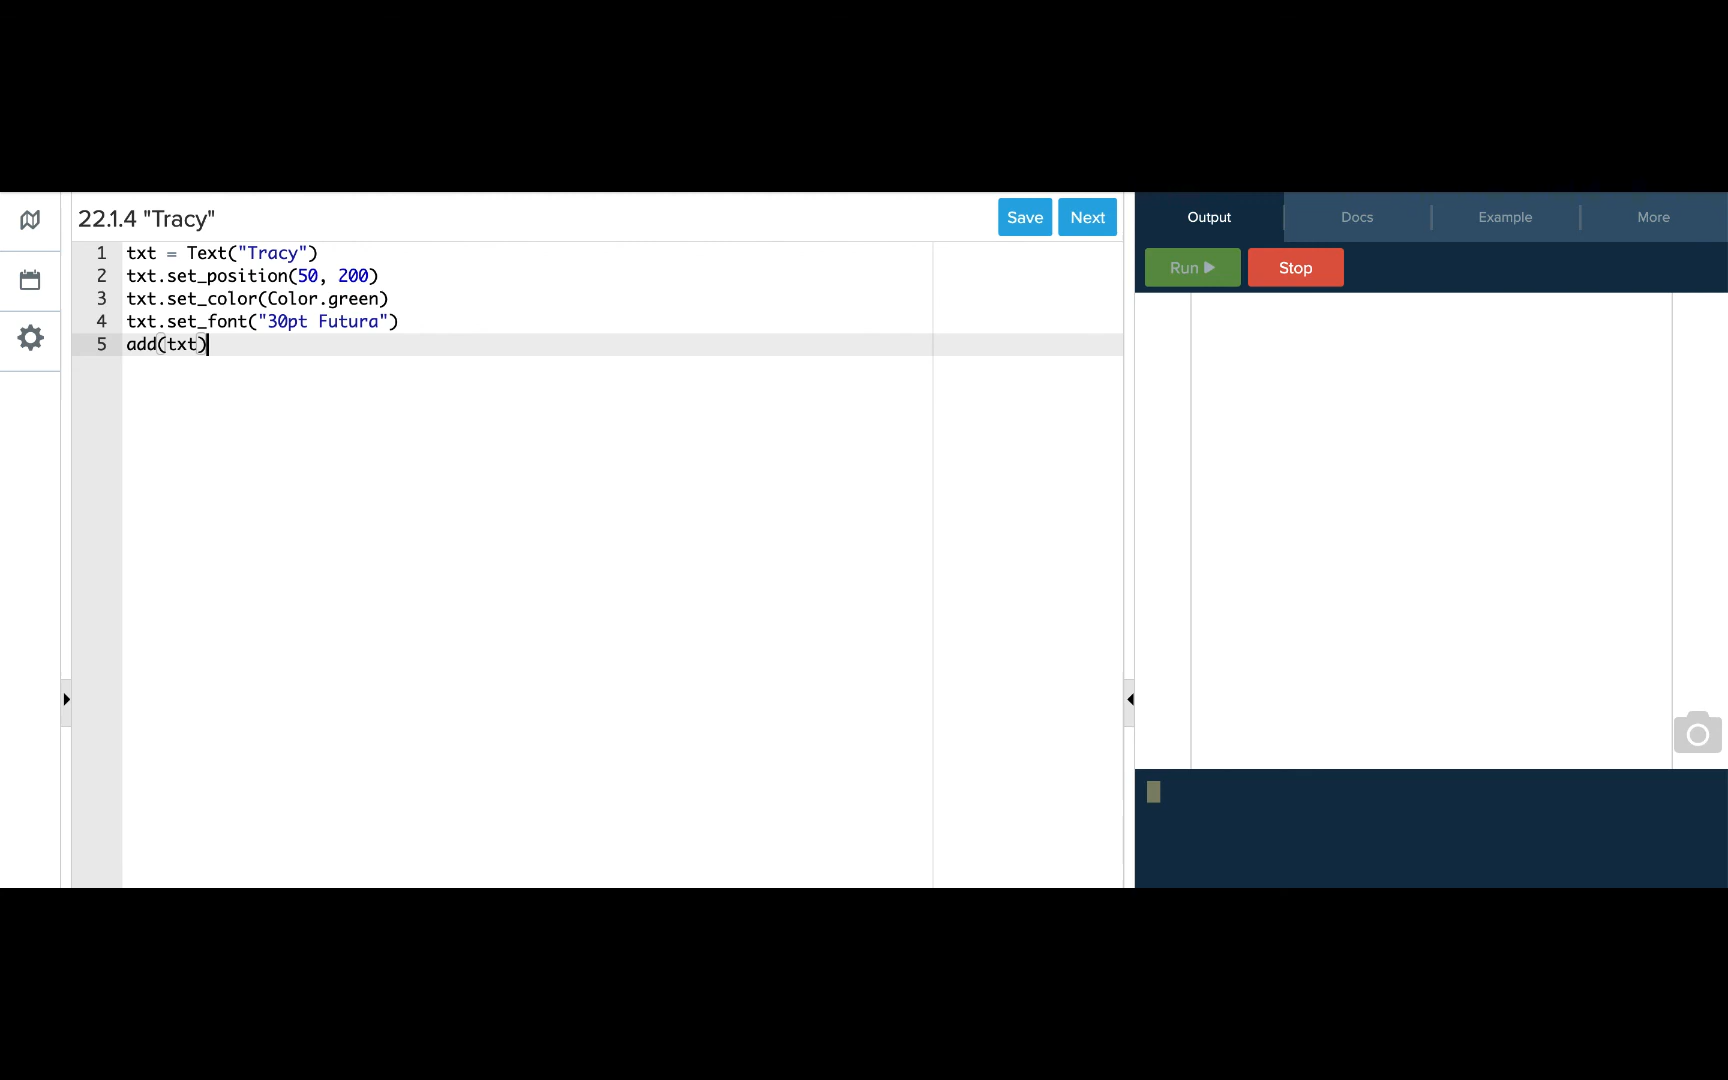 22.1.4 "Tracy"
Save
Next
1 txt = Text("Tracy")
2 txt.set_position(50, 200)
3 txt.set_color(Color.green)
4 txt.set_font("30pt Futura")
5 add(txt)
Output
Docs
Example
More
Run
Stop